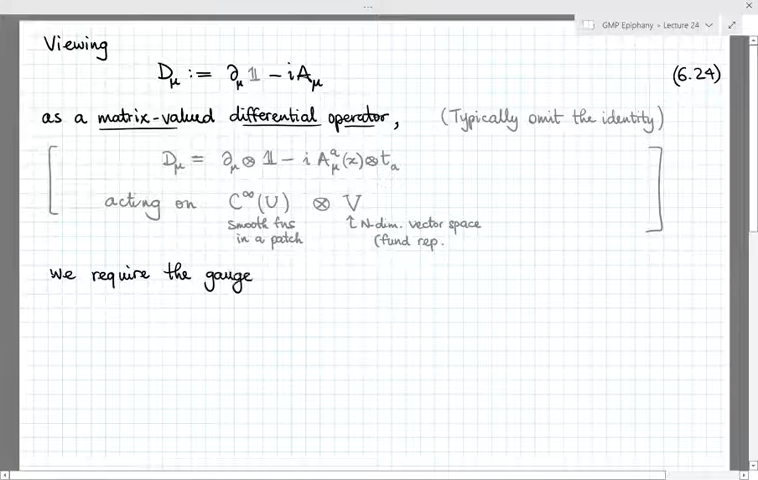 GMP Epiphany - Lecture 24
Viewing
D_μ := ∂_μ 𝟙 - iA_μ (6.24)
as a matrix-valued differential operator, (Typically omit the identity)
[ D_μ = ∂_μ ⊗ 𝟙 - i A_μ^a(x) ⊗ t_a ]
acting on C^∞(U) ⊗ V
smooth fns ↑ N-dim. vector space
in a patch (fund rep.
we require the gauge